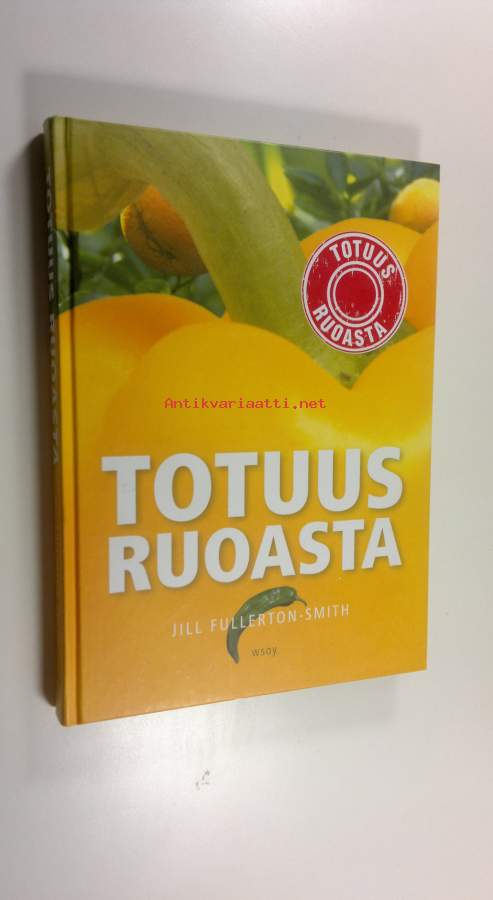 TOTUUS RUOASTA
TOTUUS
RUOASTA
Antikvariaatti.net
TOTUUS
RUOASTA
JILL FULLERTON-SMITH
wsoy